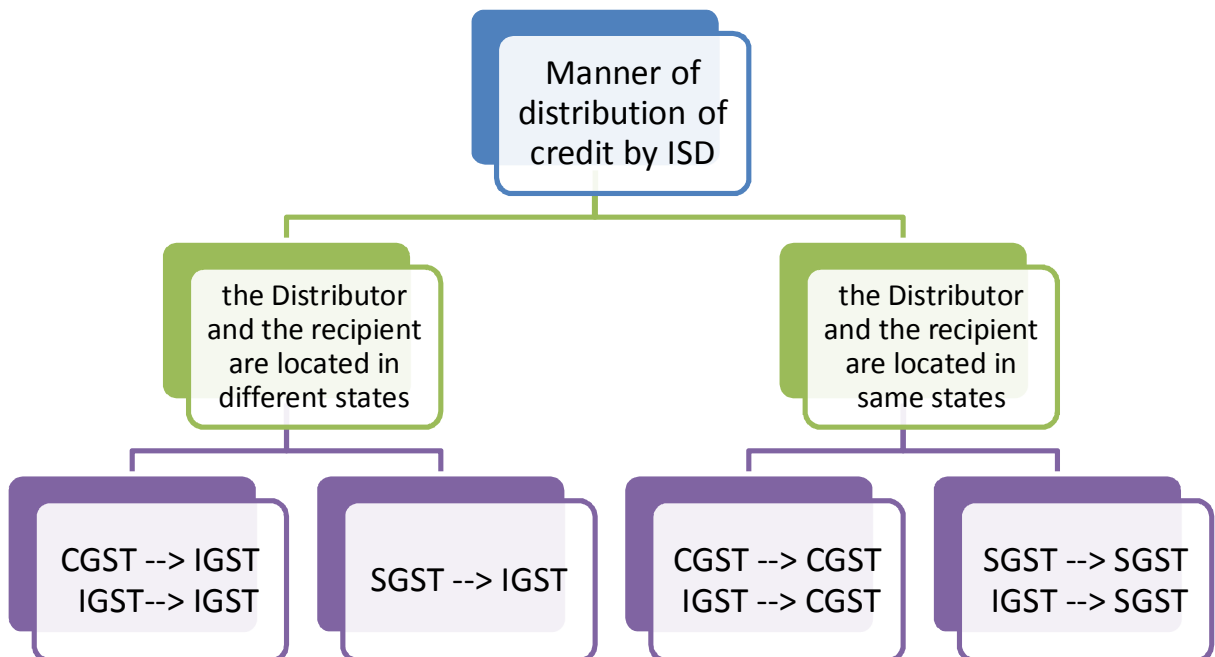 Manner of
distribution of
credit by ISD
the Distributor
and the recipient
are located in
different states
the Distributor
and the recipient
are located in
same states
CGST --> IGST
IGST--> IGST
SGST --> IGST
CGST --> CGST
IGST --> CGST
SGST --> SGST
IGST --> SGST